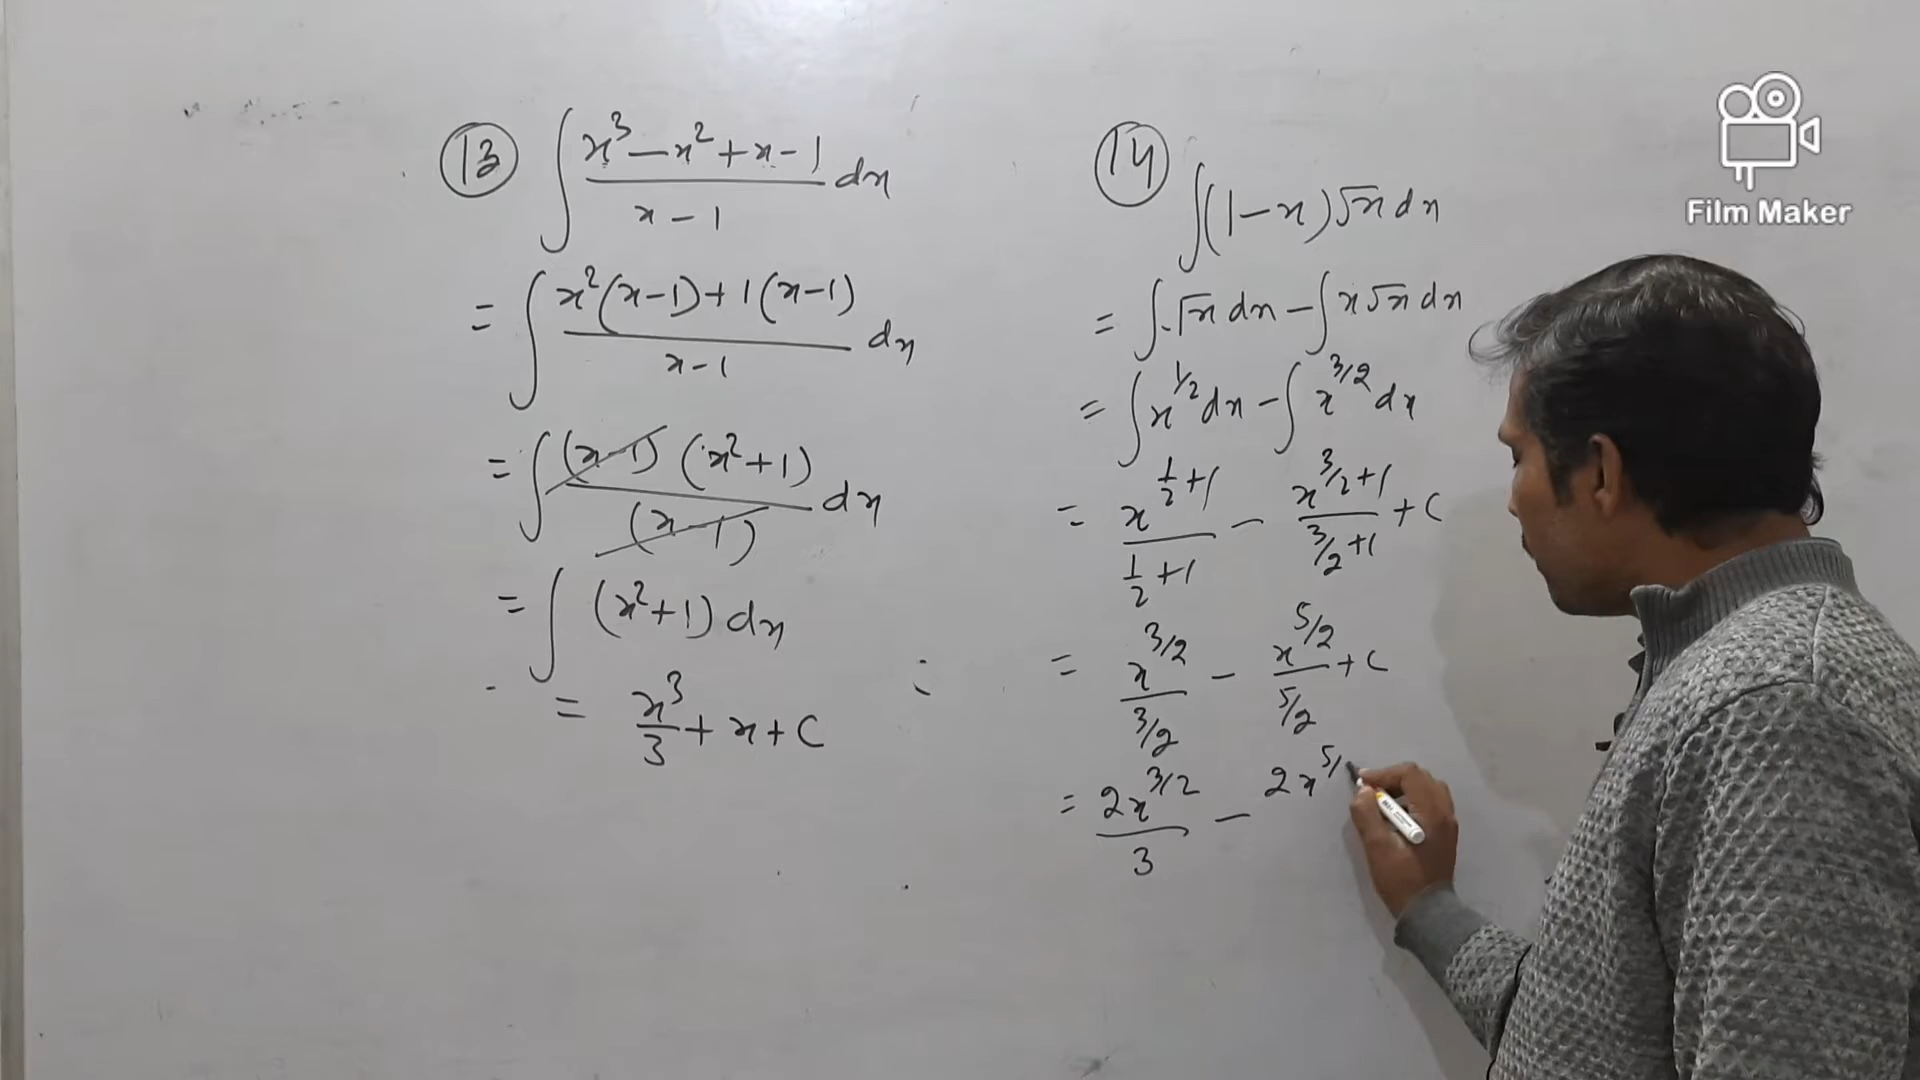 13 ∫ x³ - x² + x - 1 / x - 1 dx
= ∫ x²(x-1) + 1(x-1) / x - 1 dx
= ∫ (x-1) (x²+1) / (x-1) dx
= ∫ (x²+1) dx
= x³/3 + x + C
14 ∫(1-x)√x dx
= ∫√x dx - ∫x√x dx
= ∫x^1/2 dx - ∫x^3/2 dx
= x^(1/2+1) / 1/2+1 - x^(3/2+1) / 3/2+1 + C
= x^3/2 / 3/2 - x^5/2 / 5/2 + C
= 2x^3/2 / 3 - 2x^5/
Film Maker